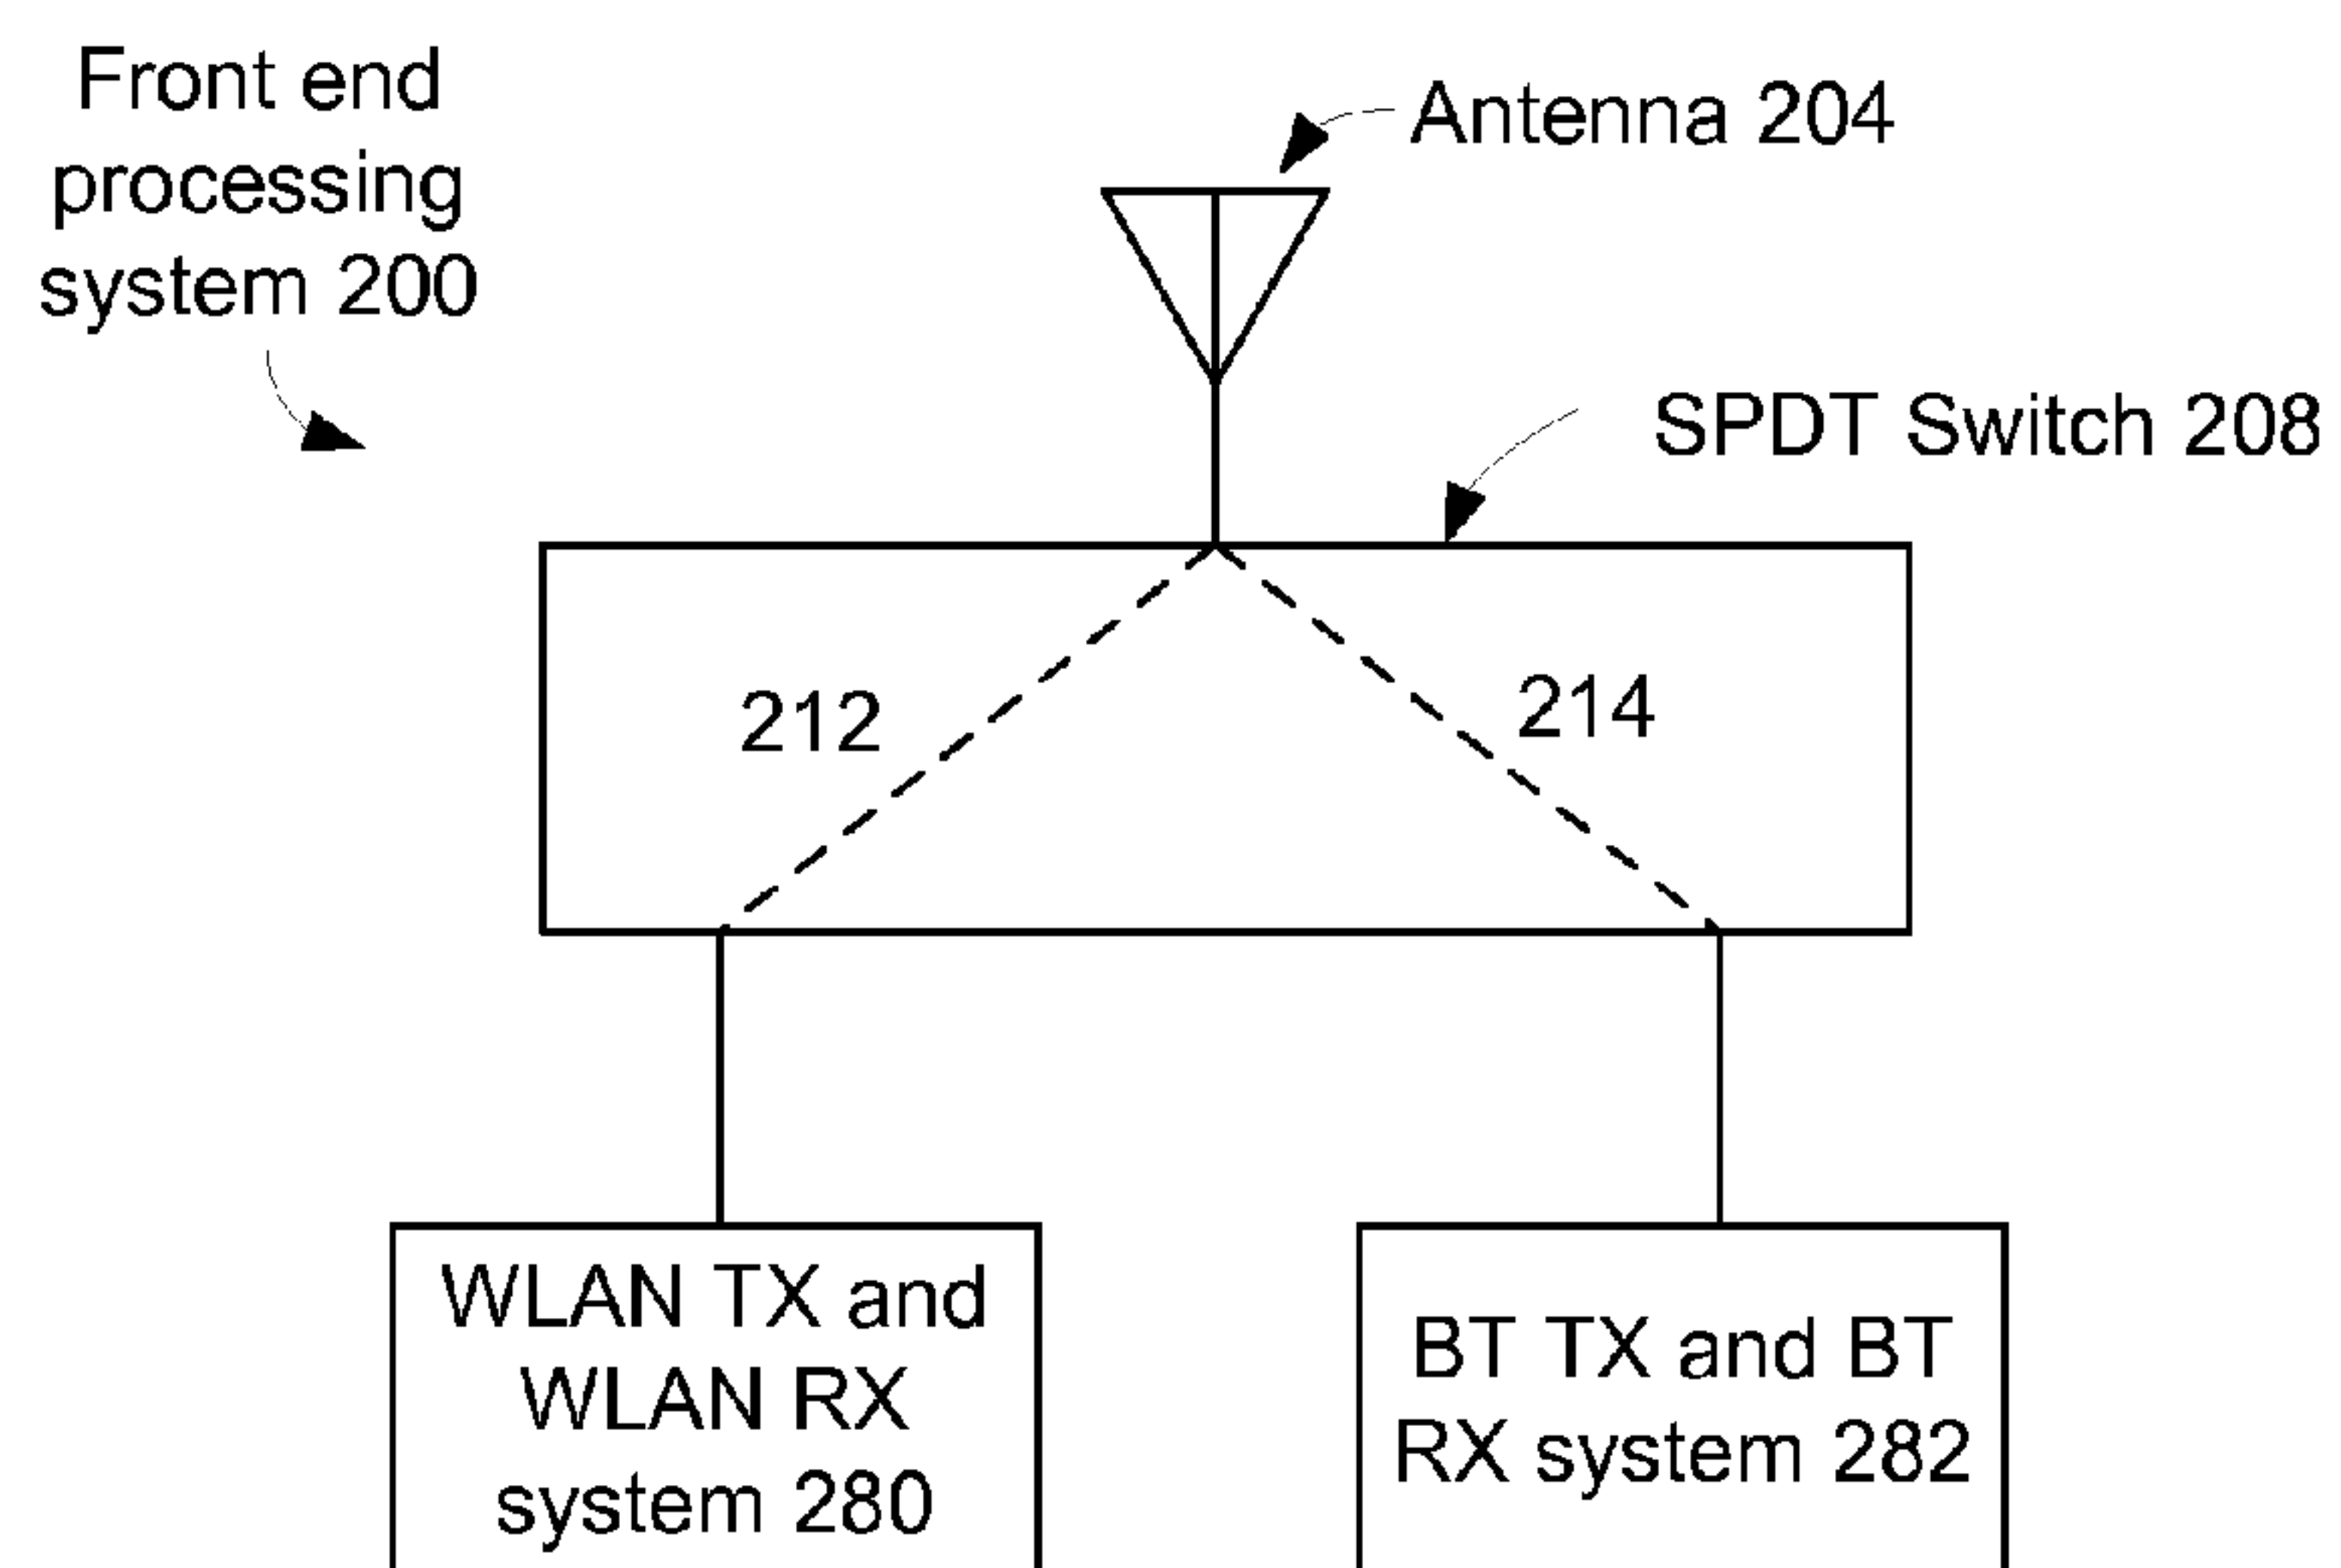 Front end
processing
system 200
Antenna 204
SPDT Switch 208
212
214
WLAN TX and
WLAN RX
system 280
BT TX and BT
RX system 282